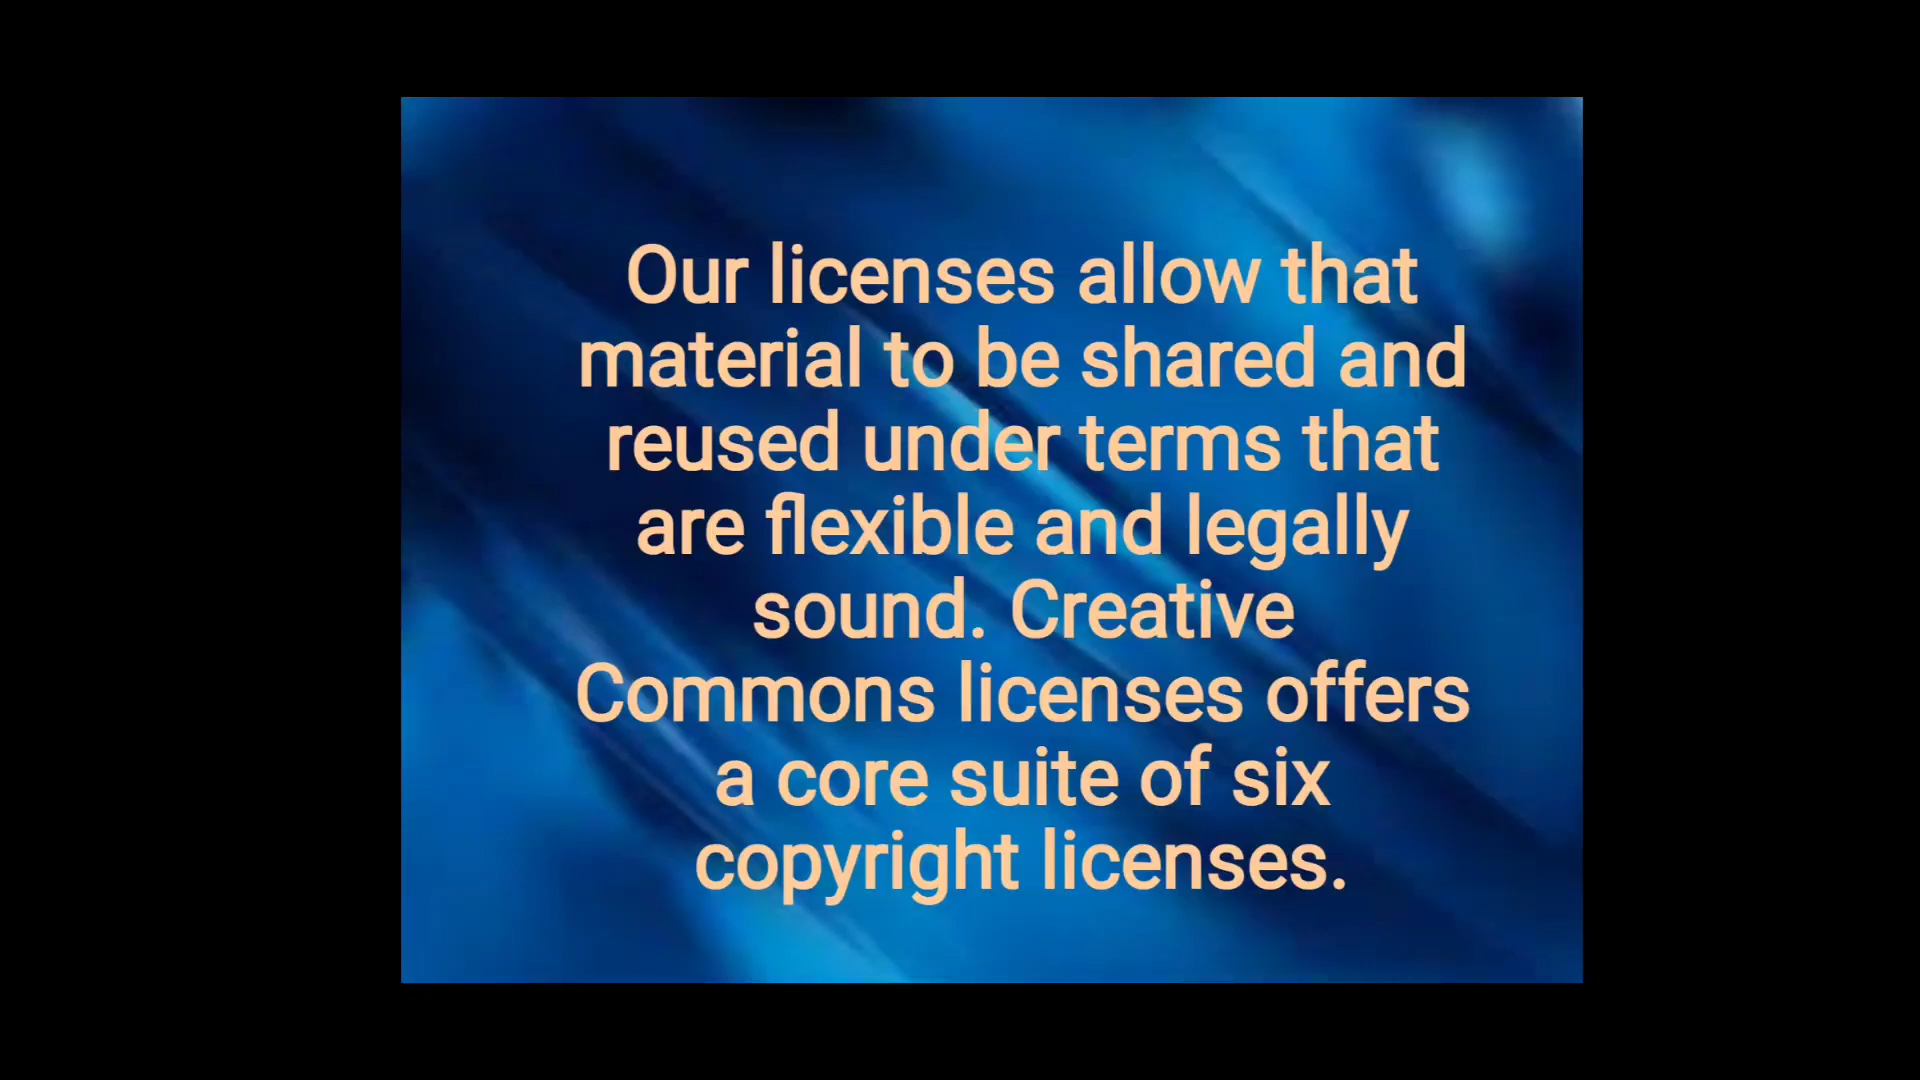 Our licenses allow that
material to be shared and
reused under terms that
are flexible and legally
sound. Creative
Commons licenses offers
a core suite of six
copyright licenses.